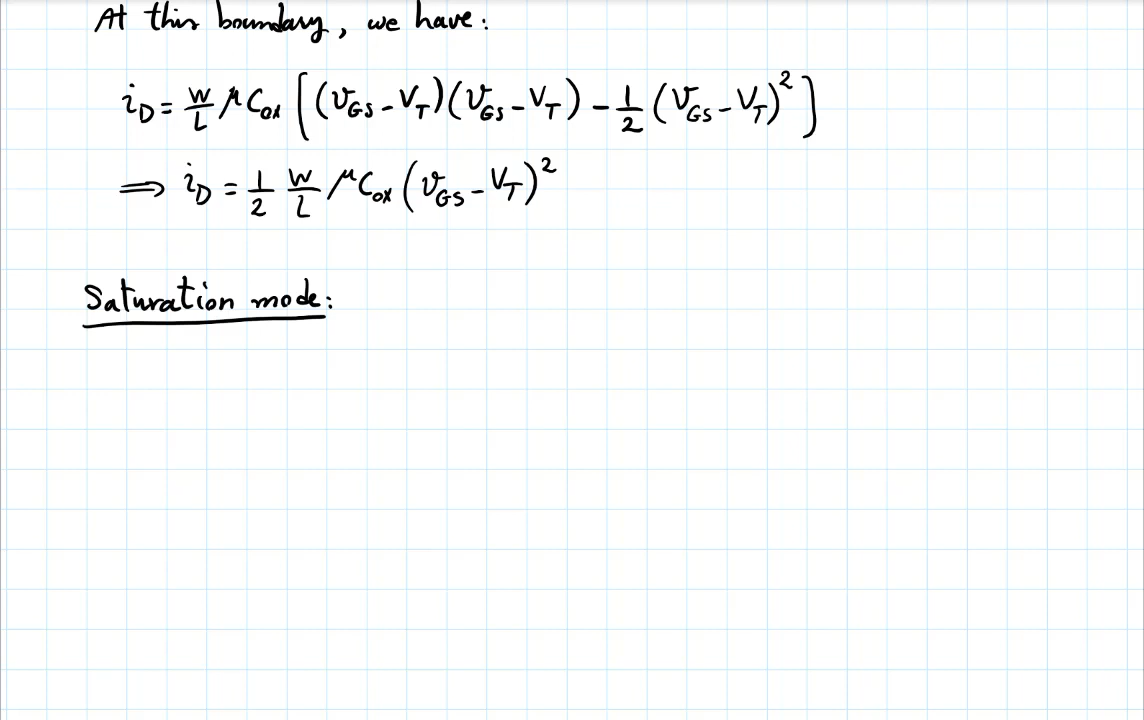 At this boundary, we have:
i_D = W/L μC_ox [(v_GS - V_T)(v_GS - V_T) - 1/2 (v_GS - V_T)²]
⟹ i_D = 1/2 W/L μC_ox (v_GS - V_T)²
Saturation mode: